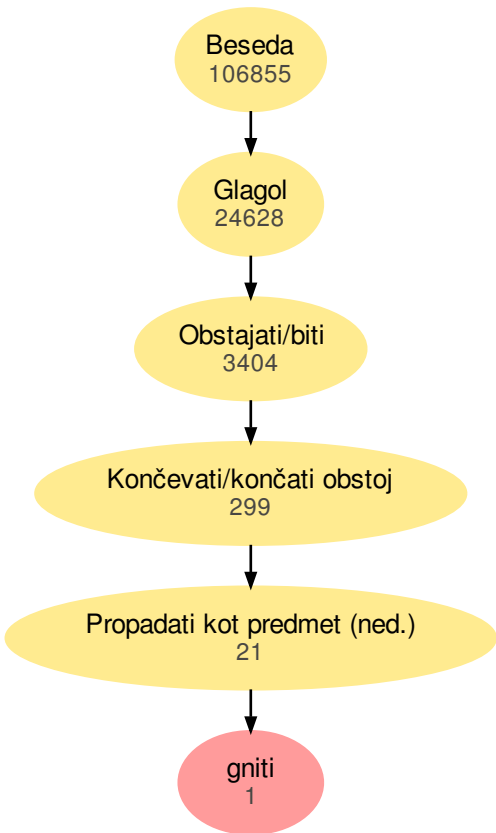 Beseda
106855
Glagol
24628
Obstajati/biti
3404
Končevati/končati obstoj
299
Propadati kot predmet (ned.)
21
gniti
1